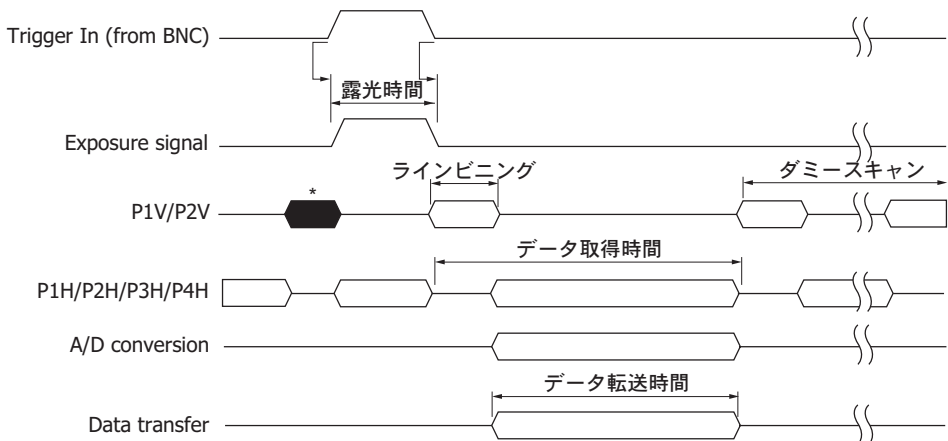 Trigger In (from BNC)
露光時間
Exposure signal
ラインビニング
ダミースキャン
*
P1V/P2V
データ取得時間
P1H/P2H/P3H/P4H
A/D conversion
データ転送時間
Data transfer